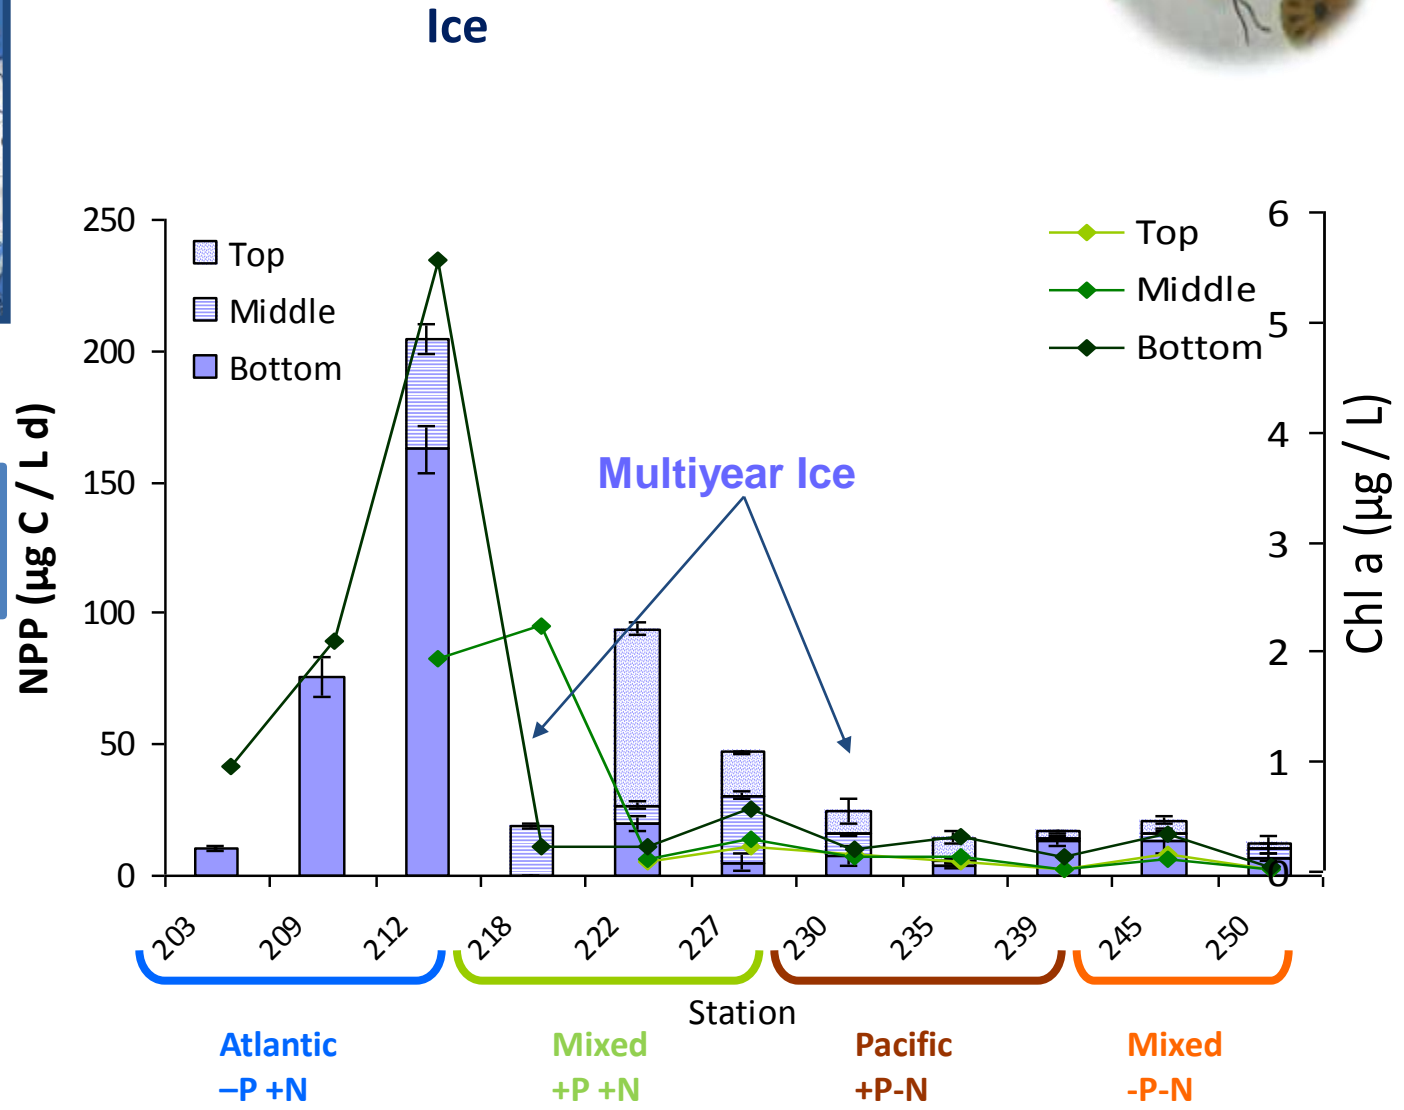 Ice
250
200
150
100
50
0
NPP (µg C / L d)
Top
Middle
Bottom
Multiyear Ice
Top
Middle
Bottom
6
5
4
3
2
1
0
Chl a (µg / L)
203 209 212 218 222 227 230 235 239 245 250
Station
Atlantic Mixed Pacific Mixed
–P +N +P +N +P-N -P-N